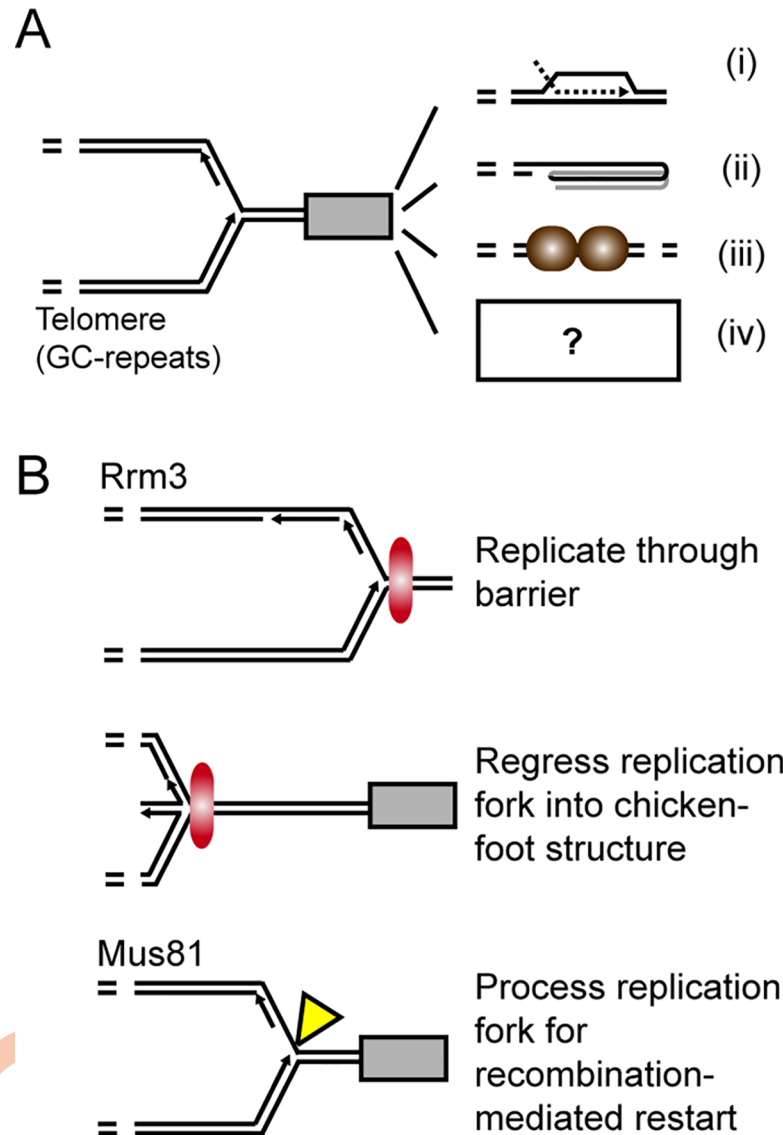 A
(i)
(ii)
(iii)
? (iv)
Telomere
(GC-repeats)
B
Rrm3
Replicate through
barrier
Regress replication
fork into chicken-
foot structure
Mus81
Process replication
fork for
recombination-
mediated restart